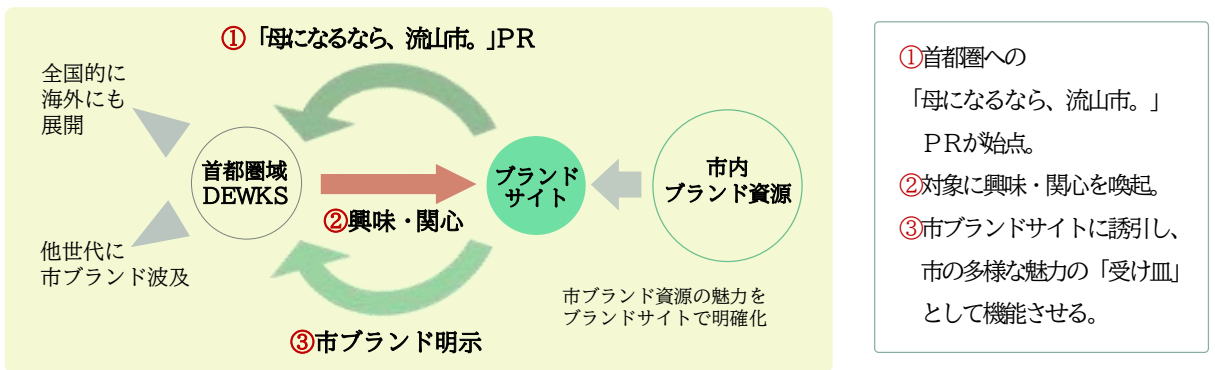 ①「母になるなら、流山市。」PR
全国的に
海外にも
展開
首都圏域
DEWKS
②興味・関心
ブランド
サイト
市内
ブランド資源
他世代に
市ブランド波及
市ブランド資源の魅力を
ブランドサイトで明確化
③市ブランド明示
①首都圏への
「母になるなら、流山市。」
PRが始点。
②対象に興味・関心を喚起。
③市ブランドサイトに誘引し、
市の多様な魅力の「受け皿」
として機能させる。